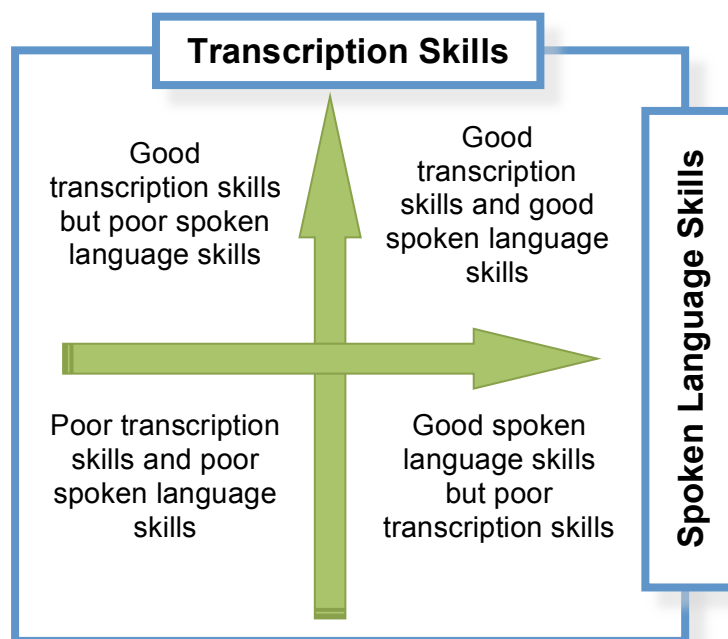 Transcription Skills
Good
transcription skills
but poor spoken
language skills
Good
transcription
skills and good
spoken language
skills
Poor transcription
skills and poor
spoken language
skills
Good spoken
language skills
but poor
transcription skills
Spoken Language Skills